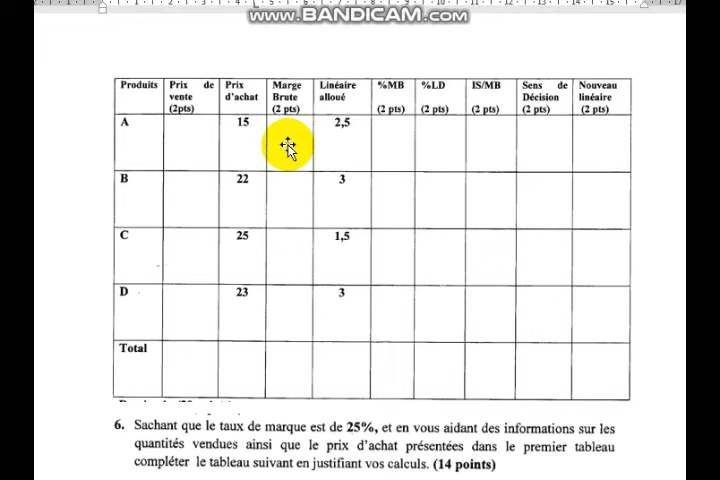 www.BANDICAM.com
Produits Prix de vente (2pts) Prix d'achat Marge Brute (2 pts) Linéaire alloué %MB (2 pts) %LD (2 pts) IS/MB (2 pts) Sens de Décision (2 pts) Nouveau linéaire (2 pts)
A 15 2,5
B 22 3
C 25 1,5
D 23 3
Total
6. Sachant que le taux de marque est de 25%, et en vous aidant des informations sur les
quantités vendues ainsi que le prix d'achat présentées dans le premier tableau
compléter le tableau suivant en justifiant vos calculs. (14 points)